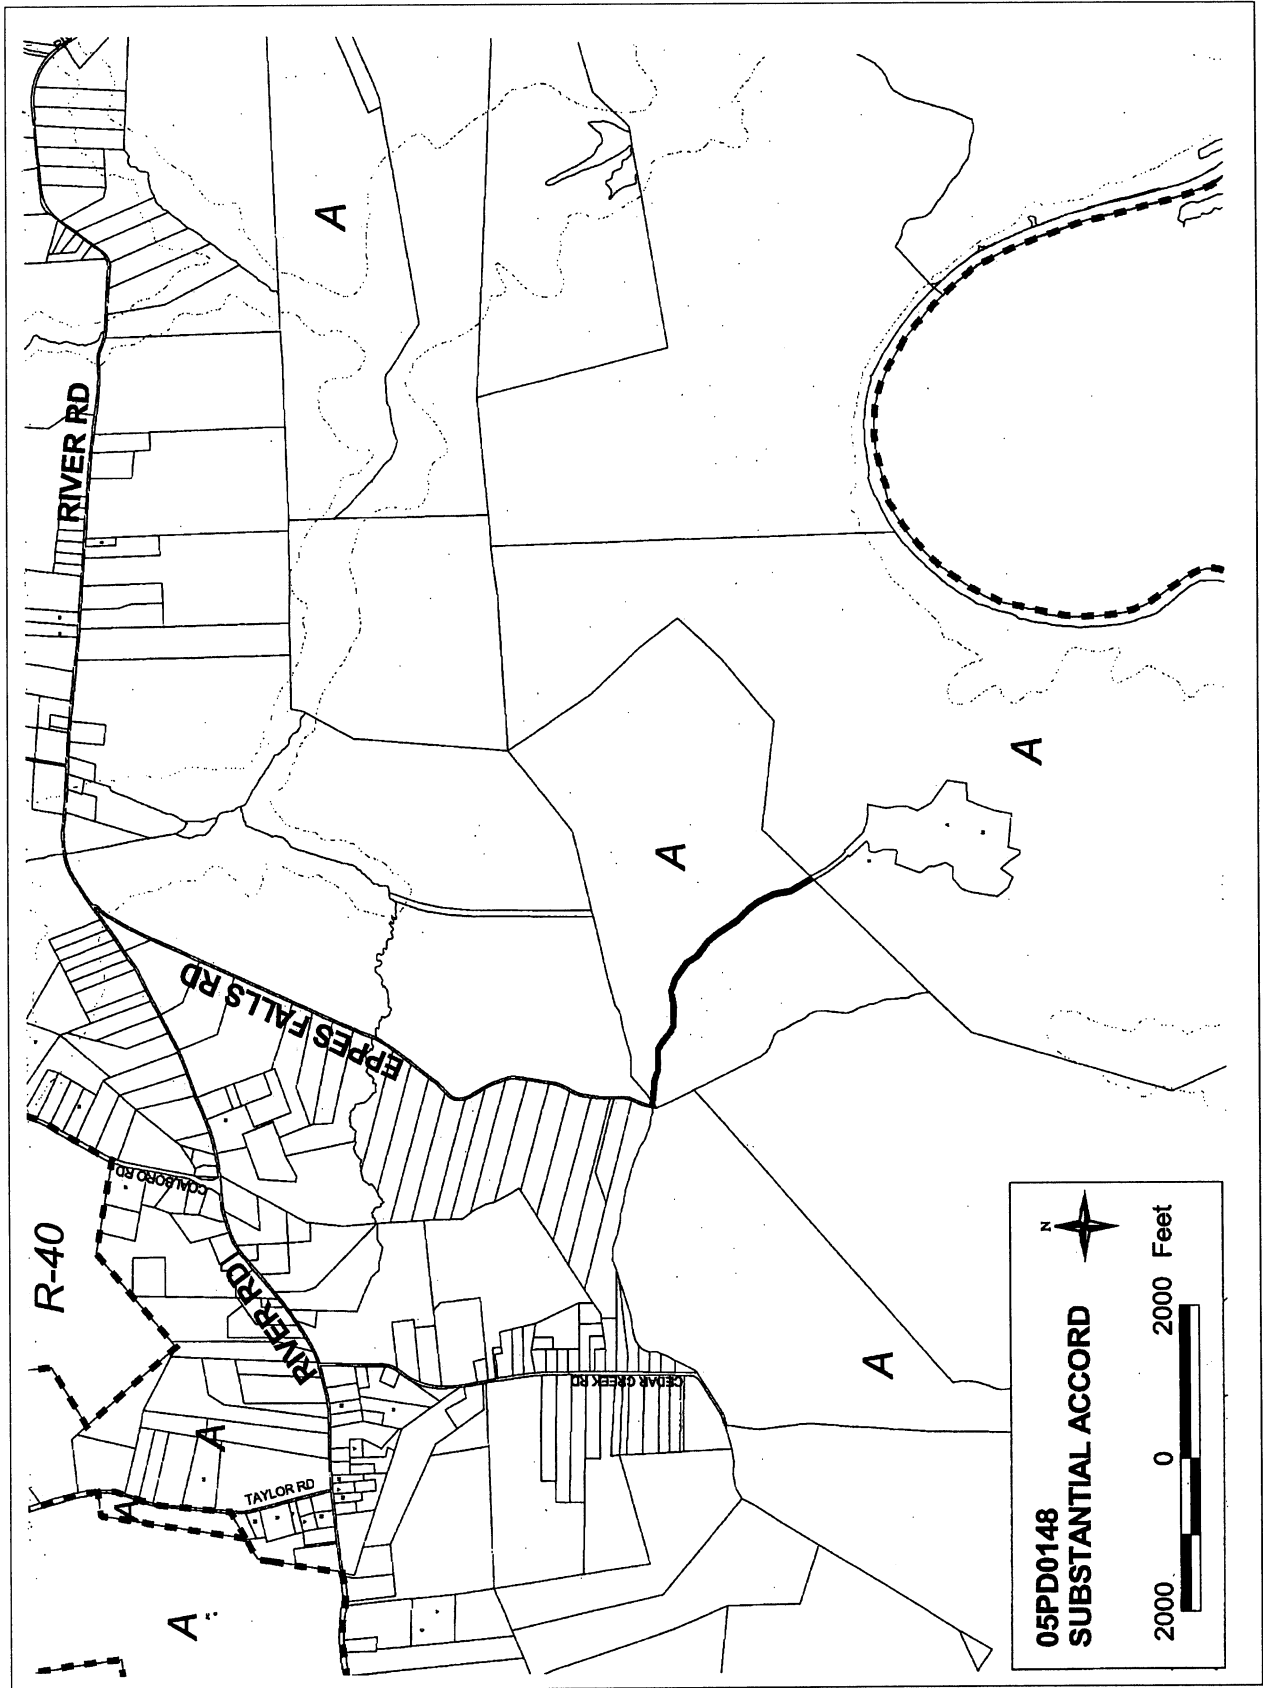 RIVER RD
A
EPPES FALLS RD
A
A
COALBORO RD
R-40
RIVER RD
CEDAR CREEK RD
A
A
TAYLOR RD
A
A
05PD0148
SUBSTANTIAL ACCORD
N
2000 0 2000 Feet